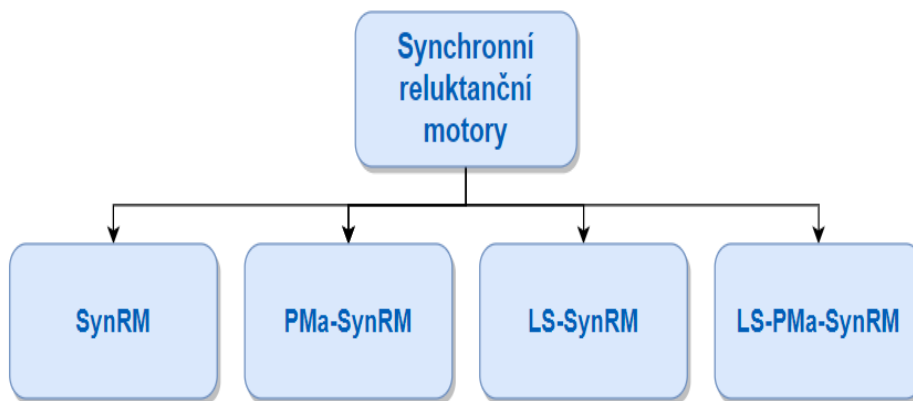 Synchronní
reluktanční
motory
SynRM
PMa-SynRM
LS-SynRM
LS-PMa-SynRM